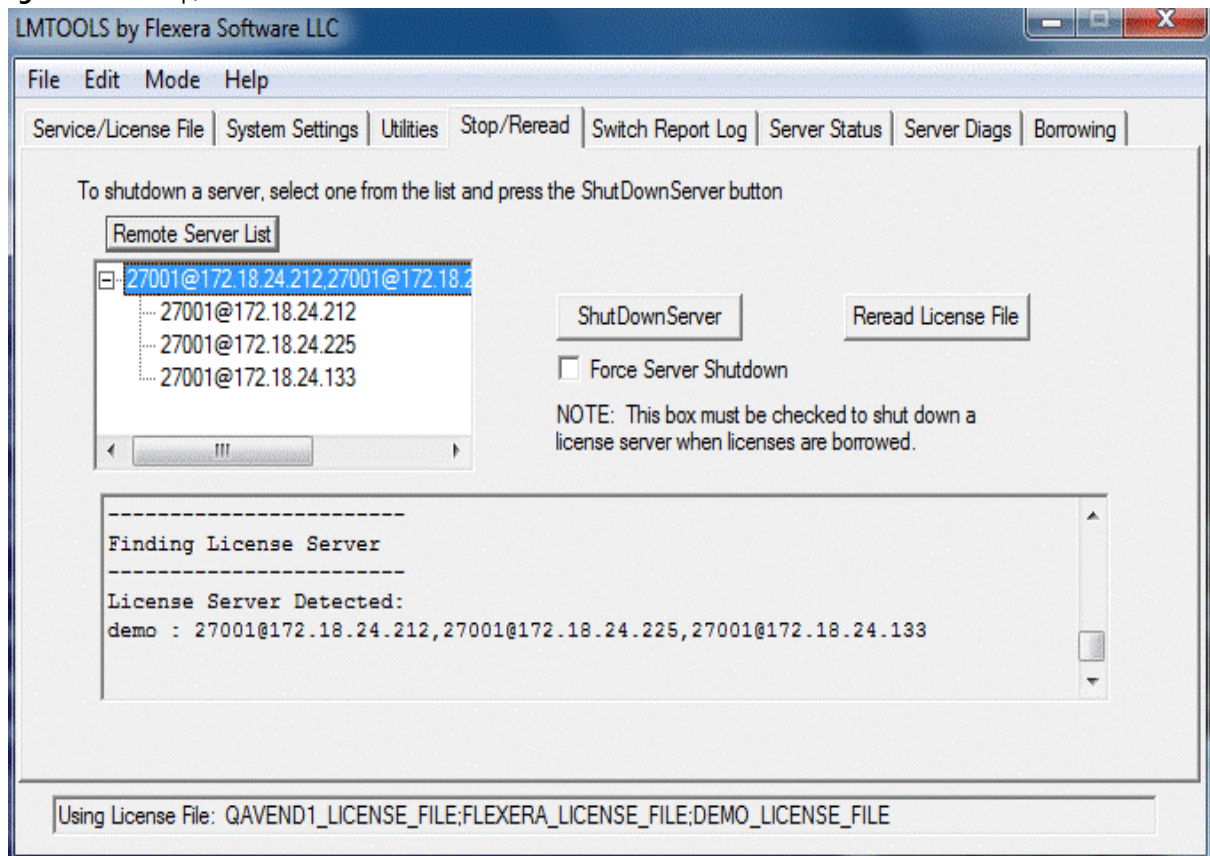 LMTOOLS by Flexera Software LLC
File Edit Mode Help
Service/License File System Settings Utilities Stop/Reread Switch Report Log Server Status Server Diags Borrowing
To shutdown a server, select one from the list and press the ShutDownServer button
Remote Server List
27001@172.18.24.212,27001@172.18.2
27001@172.18.24.212
27001@172.18.24.225
27001@172.18.24.133
ShutDownServer
Reread License File
Force Server Shutdown
NOTE: This box must be checked to shut down a
license server when licenses are borrowed.
------------------------
Finding License Server
------------------------
License Server Detected:
demo : 27001@172.18.24.212,27001@172.18.24.225,27001@172.18.24.133
Using License File: QAVEND1_LICENSE_FILE;FLEXERA_LICENSE_FILE;DEMO_LICENSE_FILE